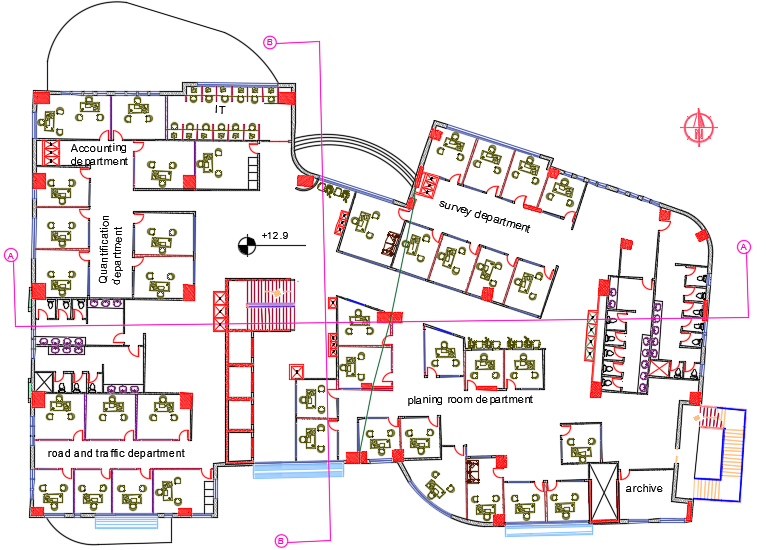 B
IT
Accounting
department
survey department
Quantification
department
+12.9
A
A
N
planing room department
road and traffic department
archive
B